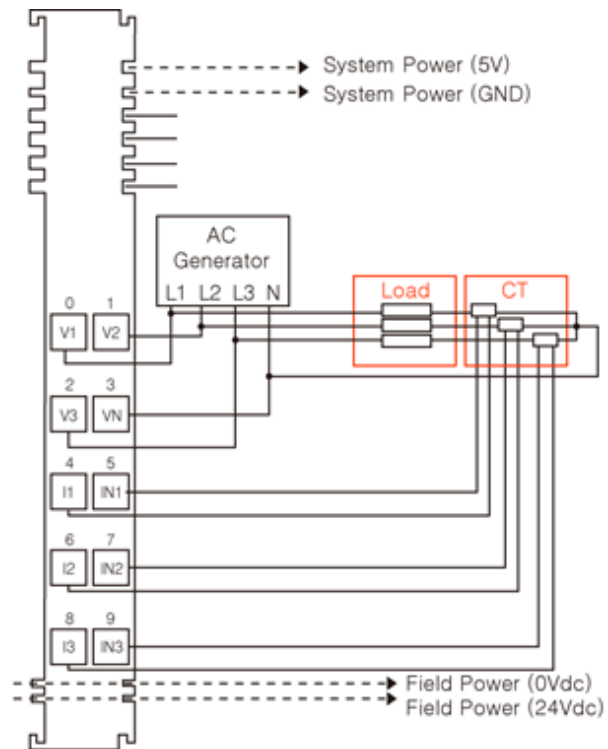 System Power (5V)
System Power (GND)
AC
Generator
L1 L2 L3 N
Load CT
0 1
V1 V2
2 3
V3 VN
4 5
I1 IN1
6 7
I2 IN2
8 9
I3 IN3
Field Power (0Vdc)
Field Power (24Vdc)